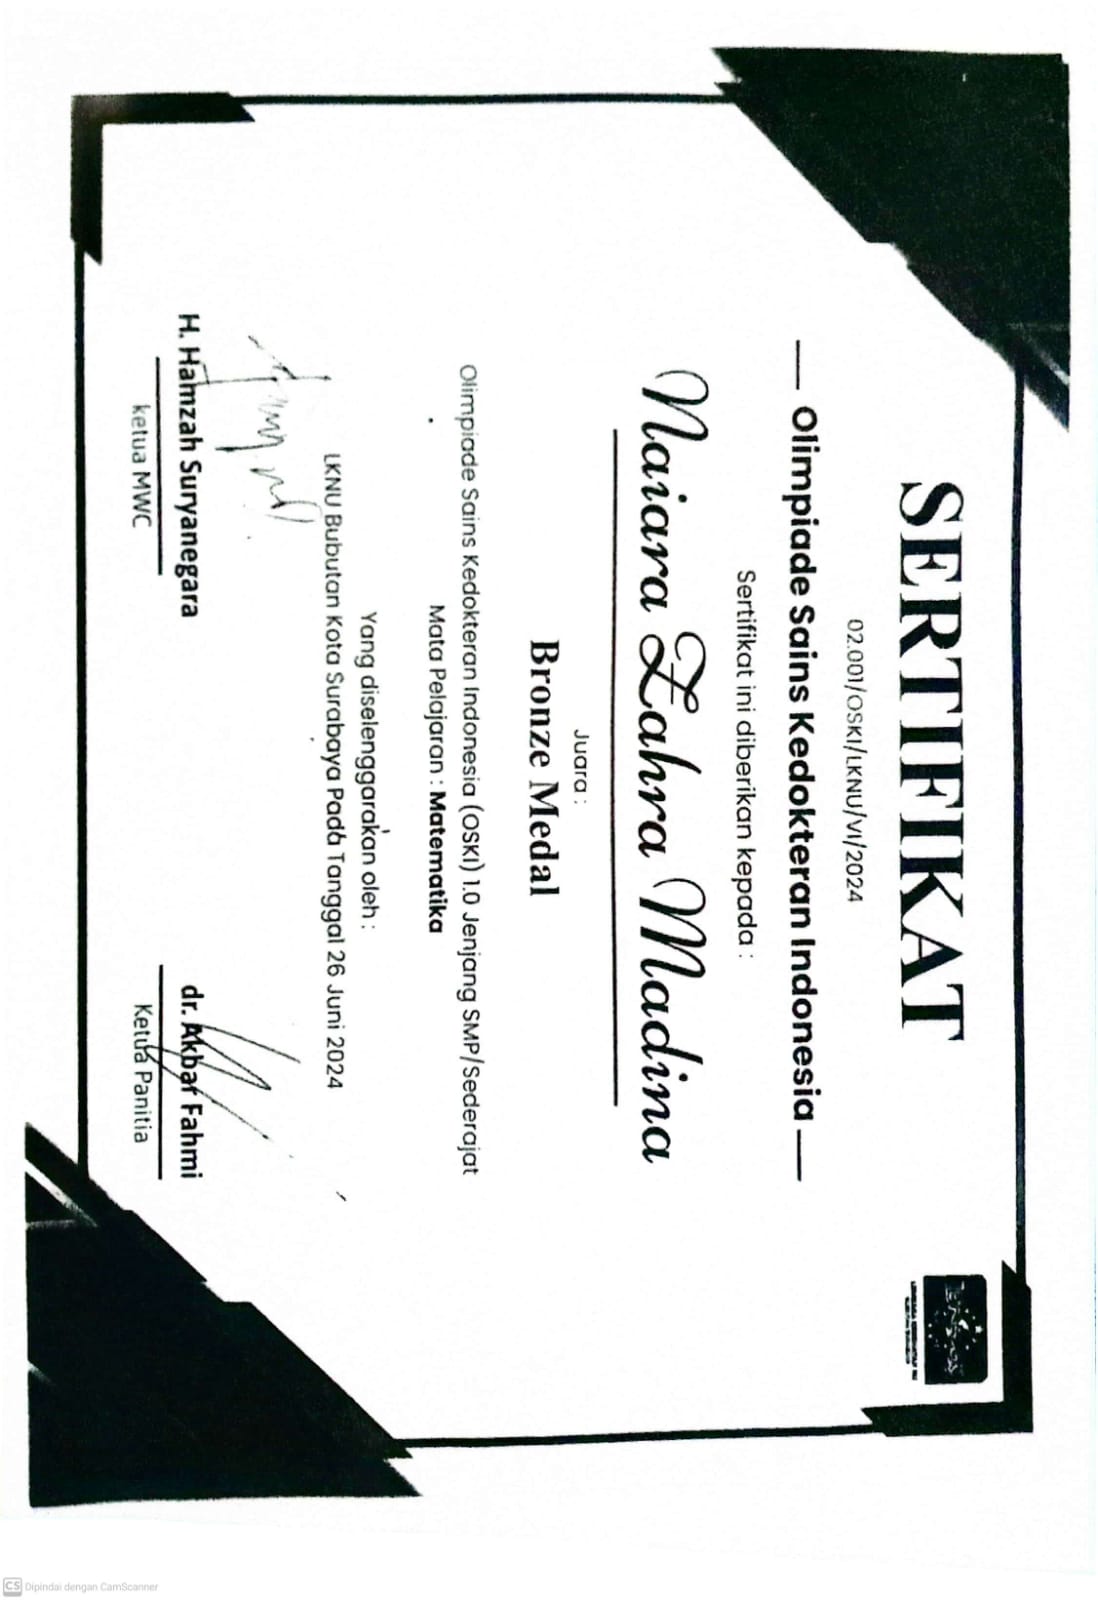 SERTIFIKAT
02.001/OSKI/LKNU/VI/2024
Olimpiade Sains Kedokteran Indonesia
Sertifikat ini diberikan kepada :
Naiara Zahra Madina
Juara :
Bronze Medal
Olimpiade Sains Kedokteran Indonesia (OSKI) 1.0 Jenjang SMP/Sederajat
Mata Pelajaran : Matematika
Yang diselenggarakan oleh :
LKNU Bubutan Kota Surabaya Pada Tanggal 26 Juni 2024
H. Hamzah Suryanegara
ketua MWC
dr. Akbar Fahmi
Ketua Panitia
CS Dipindai dengan CamScanner